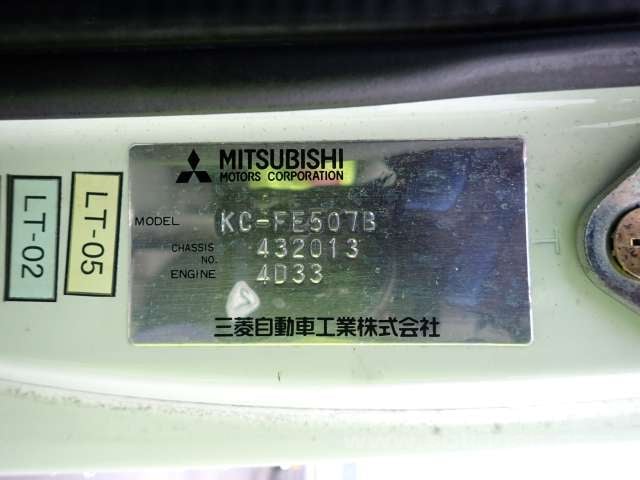 MITSUBISHI
MOTORS CORPORATION
MODEL KC-FE507B
CHASSIS NO. 432013
ENGINE 4D33
三菱自動車工業株式会社
LT-02
LT-05